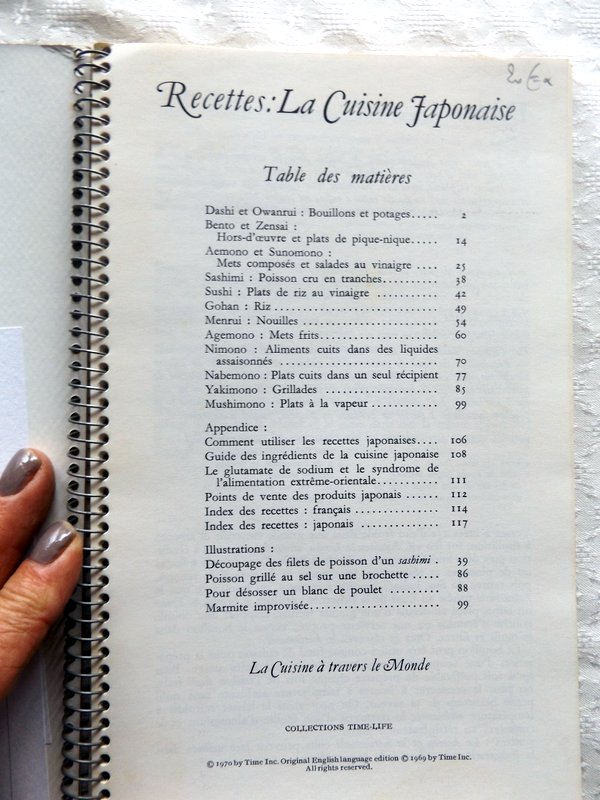 Recettes: La Cuisine Japonaise
Table des matières
Dashi et Owanrui : Bouillons et potages..... 2
Bento et Zensai :
Hors-d'œuvre et plats de pique-nique..... 14
Aemono et Sunomono :
Mets composés et salades au vinaigre .... 25
Sashimi : Poisson cru en tranches.......... 38
Sushi : Plats de riz au vinaigre .......... 42
Gohan : Riz .............................. 49
Menrui : Nouilles ........................ 54
Agemono : Mets frits...................... 60
Nimono : Aliments cuits dans des liquides
assaisonnés ............................ 70
Nabemono : Plats cuits dans un seul récipient 77
Yakimono : Grillades .................... 85
Mushimono : Plats à la vapeur ............ 99
Appendice :
Comment utiliser les recettes japonaises.... 106
Guide des ingrédients de la cuisine japonaise 108
Le glutamate de sodium et le syndrome de
l'alimentation extrême-orientale........... 111
Points de vente des produits japonais ...... 112
Index des recettes : français .............. 114
Index des recettes : japonais .............. 117
Illustrations :
Découpage des filets de poisson d'un sashimi . 39
Poisson grillé au sel sur une brochette ..... 86
Pour désosser un blanc de poulet ......... 88
Marmite improvisée........................ 99
La Cuisine à travers le Monde
COLLECTIONS TIME-LIFE
© 1970 by Time Inc. Original English language edition © 1969 by Time Inc.
All rights reserved.